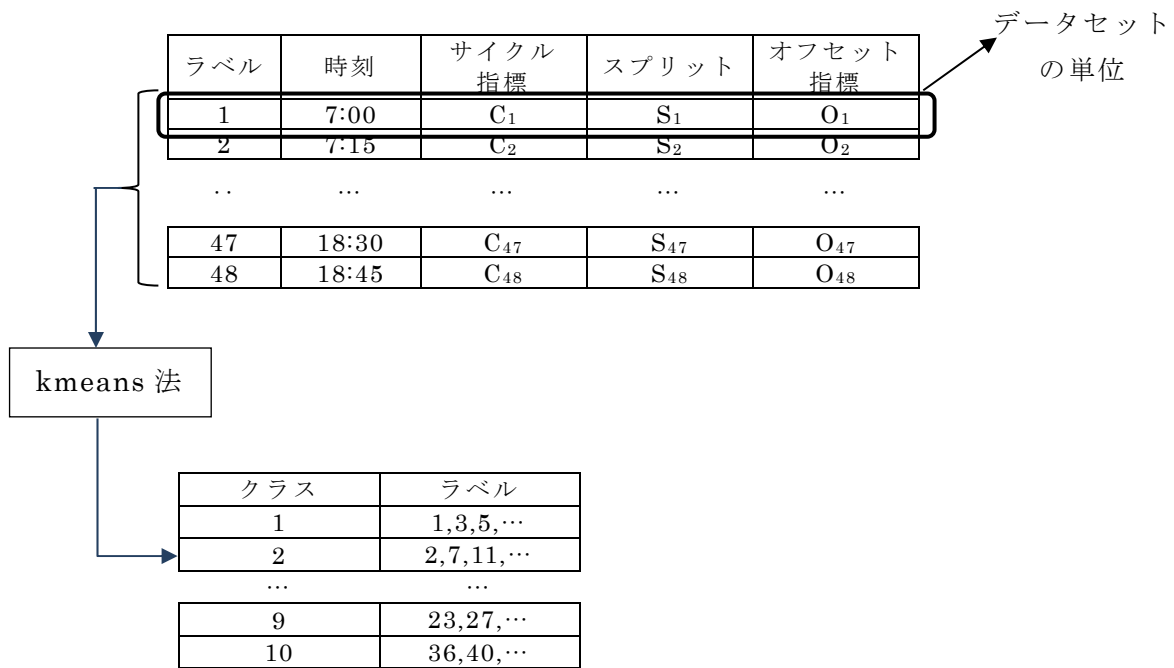 データセット
の単位
ラベル 時刻 サイクル指標 スプリット オフセット指標
1 7:00 C1 S1 O1
2 7:15 C2 S2 O2
‥ … … … …
47 18:30 C47 S47 O47
48 18:45 C48 S48 O48
kmeans 法
クラス ラベル
1 1,3,5,…
2 2,7,11,…
… …
9 23,27,…
10 36,40,…